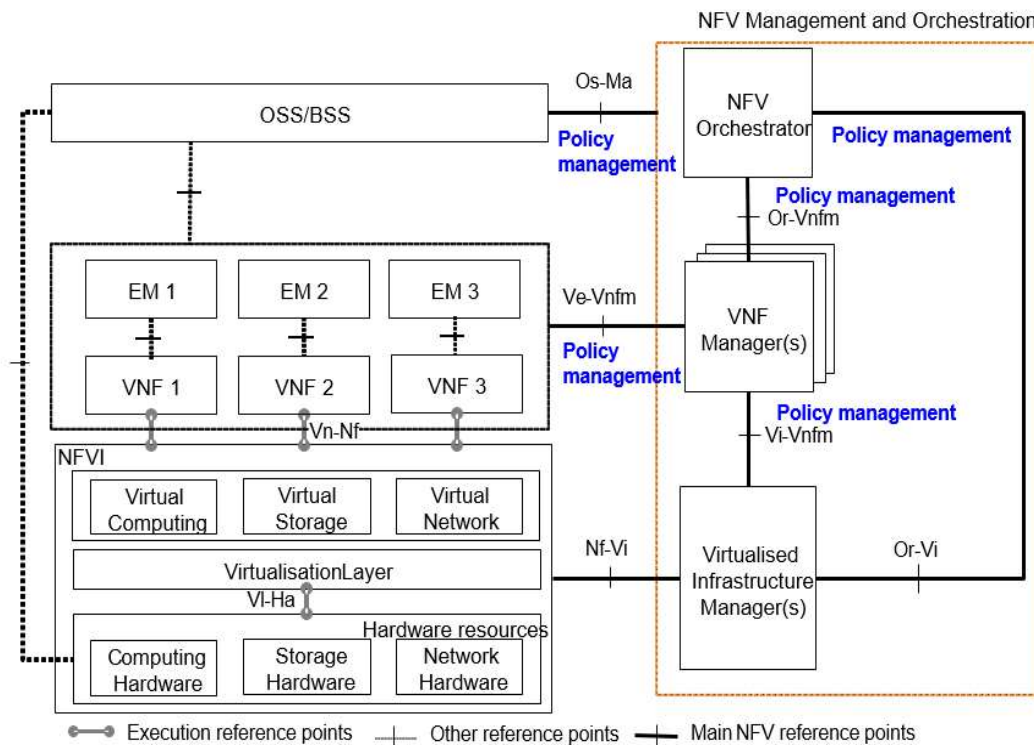 NFV Management and Orchestration
Os-Ma
NFV
Orchestrator
OSS/BSS
Policy
management
Policy management
Policy management
Or-Vnfm
EM 1
EM 2
EM 3
Ve-Vnfm
VNF
Manager(s)
Policy
management
VNF 1
VNF 2
VNF 3
Policy management
Vn-Nf
Vi-Vnfm
NFVI
Virtual
Computing
Virtual
Storage
Virtual
Network
Nf-Vi
Virtualised
Infrastructure
Manager(s)
Or-Vi
VirtualisationLayer
VI-Ha
Hardware resources
Computing
Hardware
Storage
Hardware
Network
Hardware
Execution reference points
Other reference points
Main NFV reference points